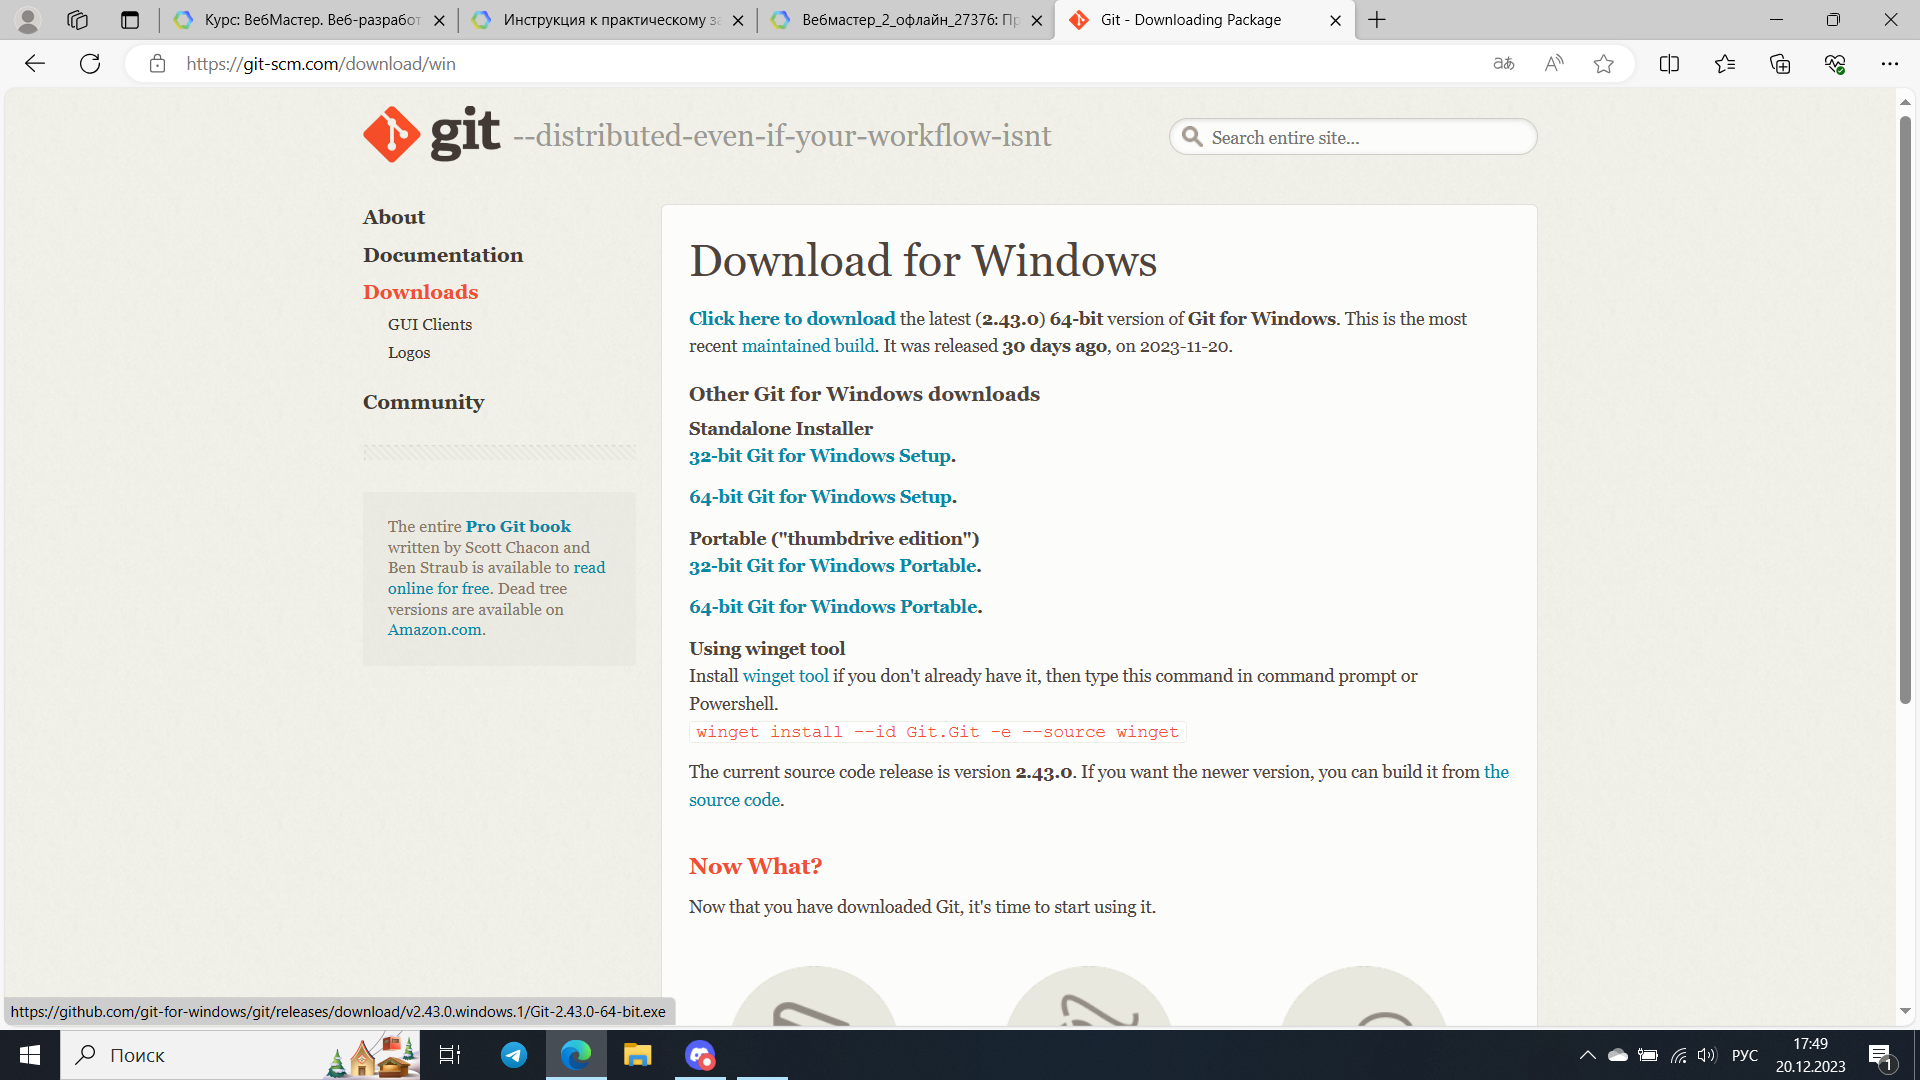 Курс: ВебМастер. Веб-разработ
Инструкция к практическому за
Вебмастер_2_офлайн_27376: Пр
Git - Downloading Package
https://git-scm.com/download/win
git --distributed-even-if-your-workflow-isnt
Search entire site...
About
Documentation
Downloads
GUI Clients
Logos
Community
The entire Pro Git book
written by Scott Chacon and
Ben Straub is available to read
online for free. Dead tree
versions are available on
Amazon.com.
Download for Windows
Click here to download the latest (2.43.0) 64-bit version of Git for Windows. This is the most
recent maintained build. It was released 30 days ago, on 2023-11-20.
Other Git for Windows downloads
Standalone Installer
32-bit Git for Windows Setup.
64-bit Git for Windows Setup.
Portable ("thumbdrive edition")
32-bit Git for Windows Portable.
64-bit Git for Windows Portable.
Using winget tool
Install winget tool if you don't already have it, then type this command in command prompt or
Powershell.
winget install --id Git.Git -e --source winget
The current source code release is version 2.43.0. If you want the newer version, you can build it from the
source code.
Now What?
Now that you have downloaded Git, it's time to start using it.
https://github.com/git-for-windows/git/releases/download/v2.43.0.windows.1/Git-2.43.0-64-bit.exe
Поиск
РУС
17:49
20.12.2023
1